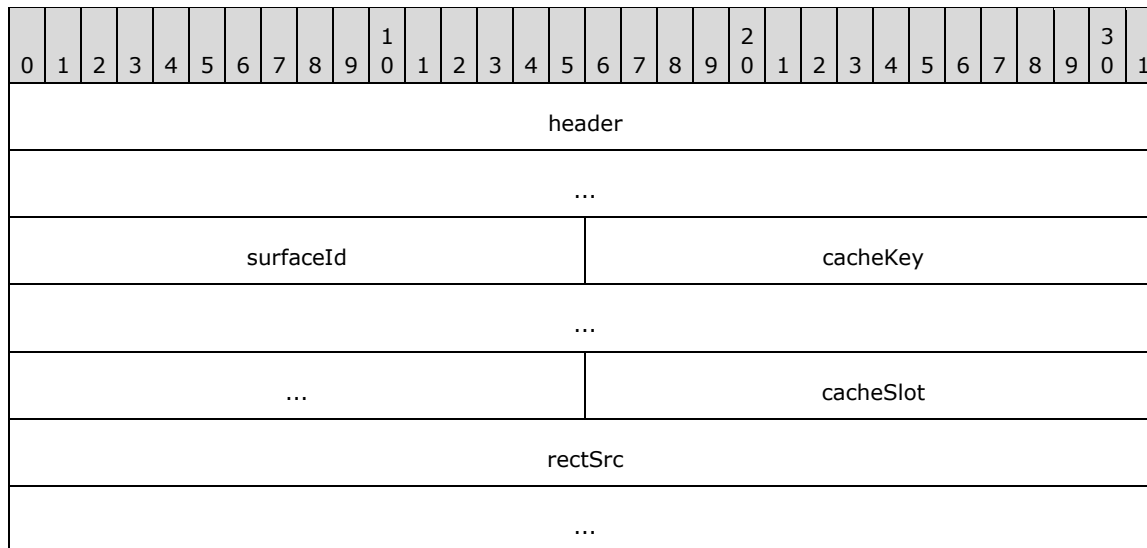 1 2 3
0 1 2 3 4 5 6 7 8 9 0 1 2 3 4 5 6 7 8 9 0 1 2 3 4 5 6 7 8 9 0 1
header
...
surfaceId cacheKey
...
... cacheSlot
rectSrc
...